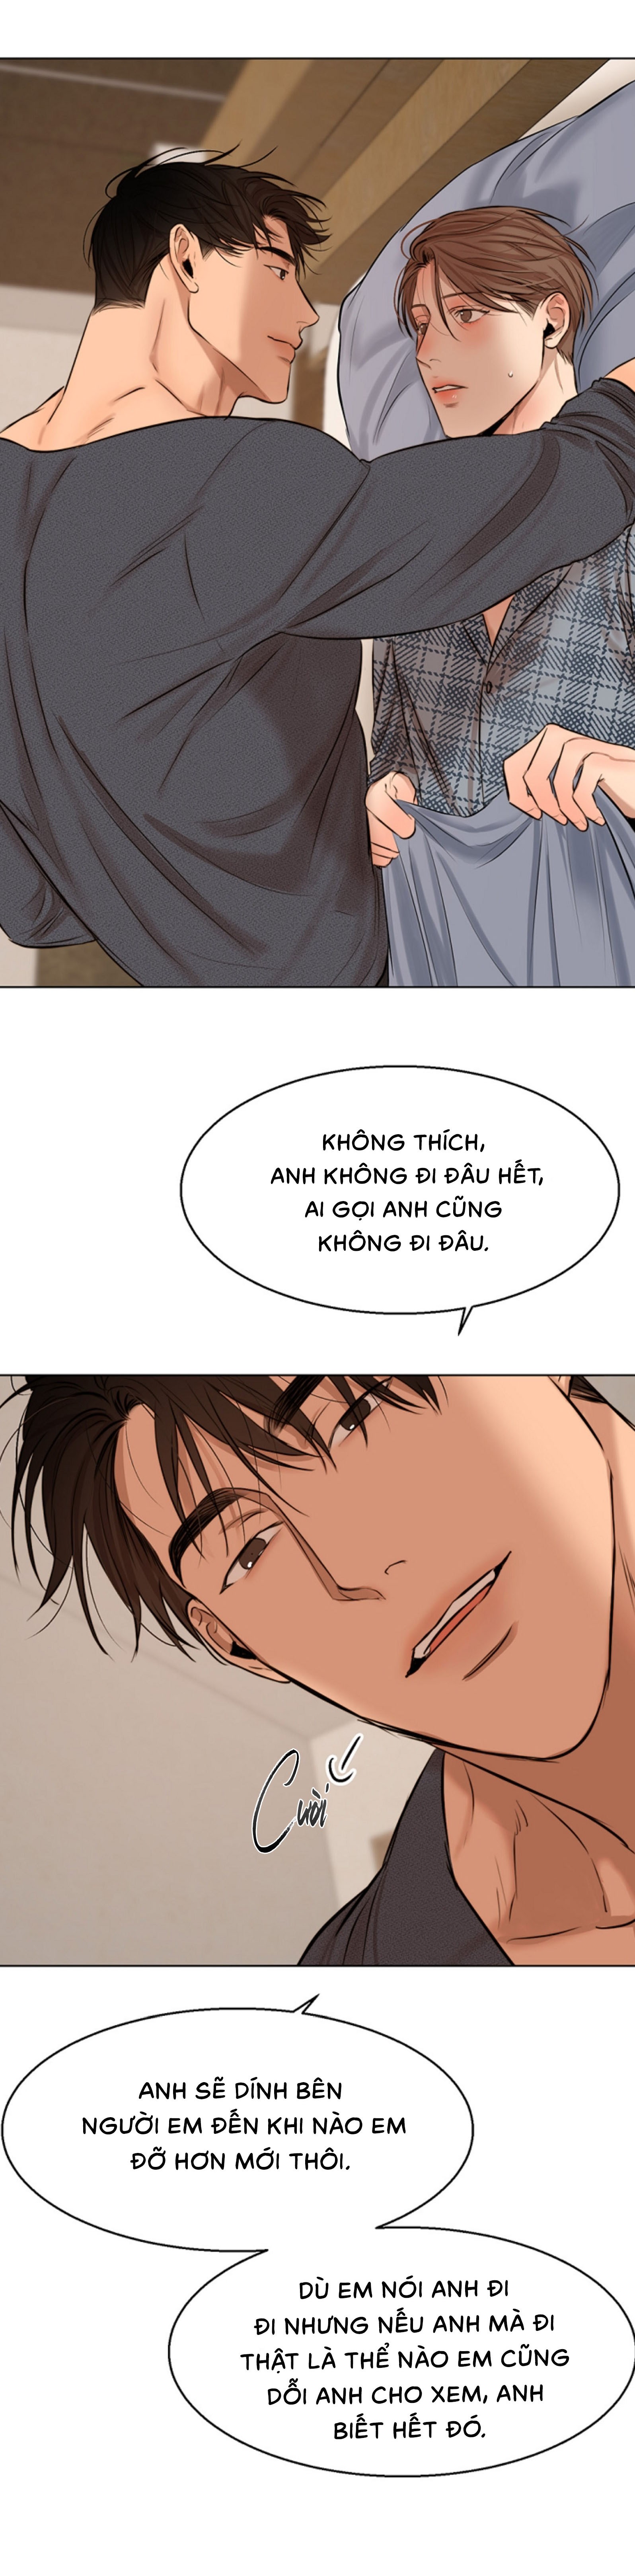 KHÔNG THÍCH,
ANH KHÔNG ĐI ĐÂU HẾT,
AI GỌI ANH CŨNG
KHÔNG ĐI ĐÂU.
Cười
ANH SẼ DÍNH BÊN
NGƯỜI EM ĐẾN KHI NÀO EM
ĐỠ HƠN MỚI THÔI.
DÙ EM NÓI ANH ĐI
ĐI NHƯNG NẾU ANH MÀ ĐI
THẬT LÀ THỂ NÀO EM CŨNG
DỖI ANH CHO XEM, ANH
BIẾT HẾT ĐÓ.